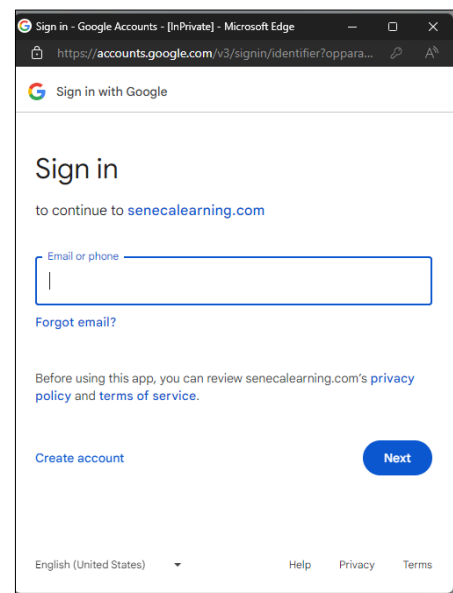 Sign in - Google Accounts - [InPrivate] - Microsoft Edge
https://accounts.google.com/v3/signin/identifier?oppara...
Sign in with Google
Sign in
to continue to senecalearning.com
Email or phone
Forgot email?
Before using this app, you can review senecalearning.com's privacy
policy and terms of service.
Create account
Next
English (United States)
Help Privacy Terms